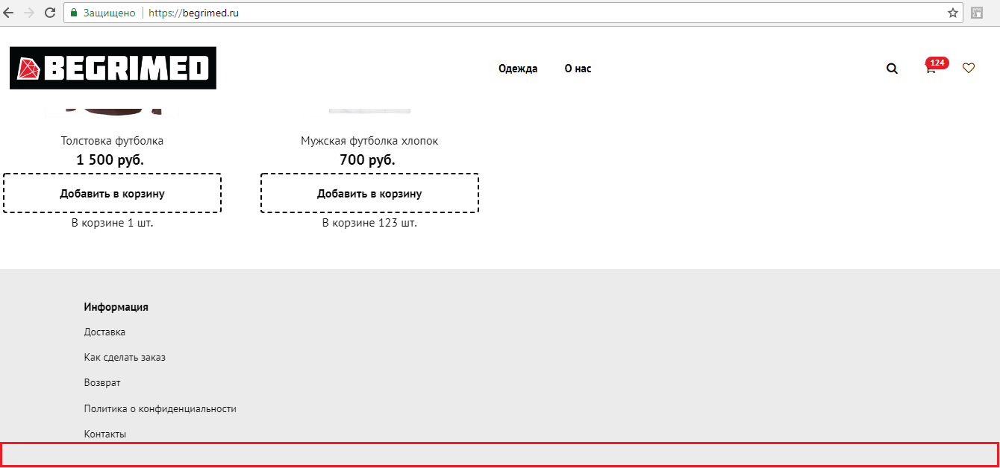 Защищено https://begrimed.ru
BEGRIMED
Одежда О нас 124
Толстовка футболка Мужская футболка хлопок
1 500 руб. 700 руб.
Добавить в корзину Добавить в корзину
В корзине 1 шт. В корзине 123 шт.
Информация
Доставка
Как сделать заказ
Возврат
Политика о конфиденциальности
Контакты